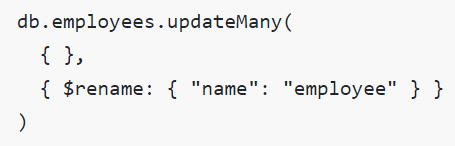 db.employees.updateMany(
  { },
  { $rename: { "name": "employee" } }
)